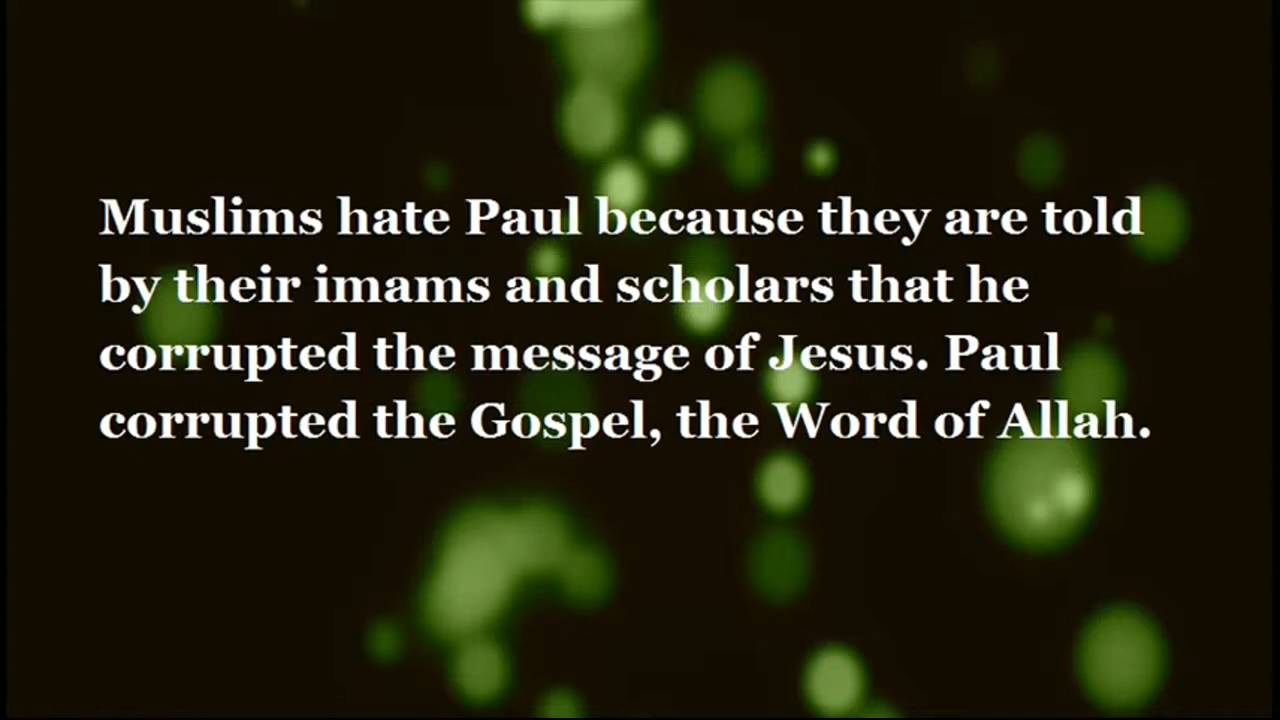 Muslims hate Paul because they are told
by their imams and scholars that he
corrupted the message of Jesus. Paul
corrupted the Gospel, the Word of Allah.